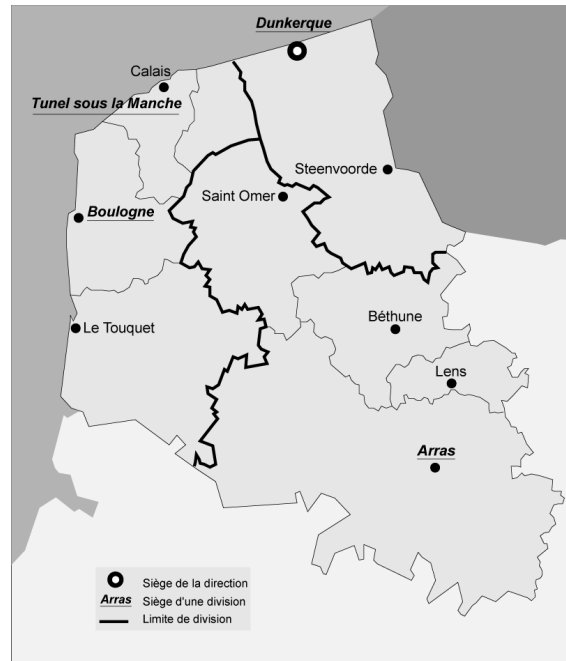 Dunkerque
Calais
Tunel sous la Manche
Steenvoorde
Saint Omer
Boulogne
Béthune
Le Touquet
Lens
Arras
Siège de la direction
Arras Siège d'une division
Limite de division